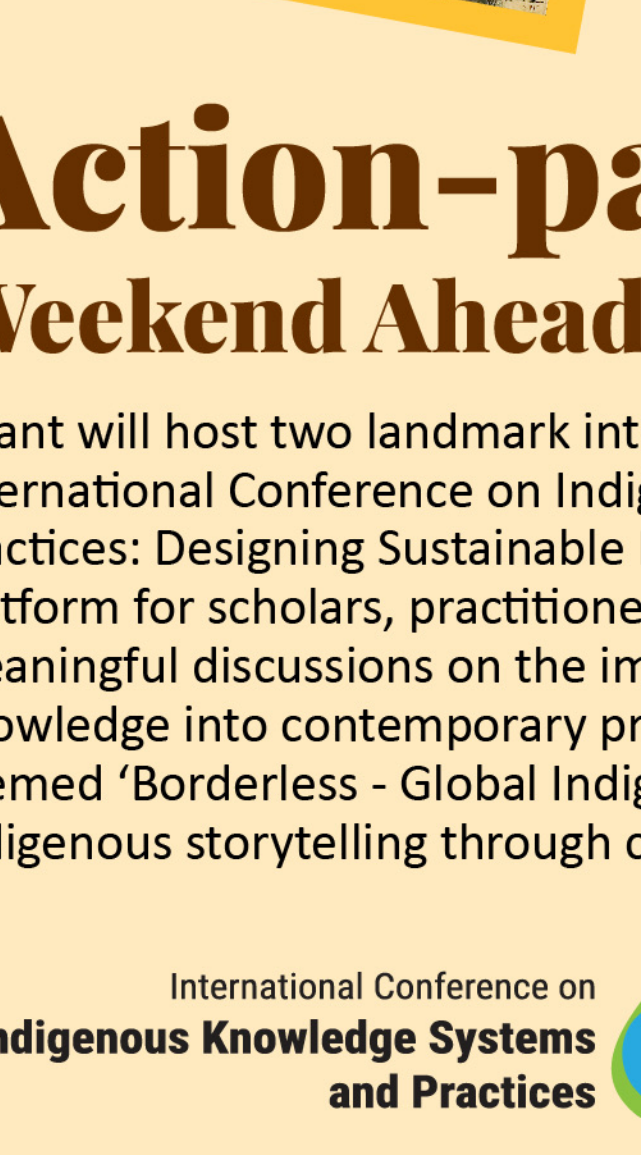 Action-pa
Weekend Ahead
ant will host two landmark int
ernational Conference on Indig
actices: Designing Sustainable
tform for scholars, practitione
eaningful discussions on the im
owledge into contemporary pr
emed ‘Borderless - Global Indig
digenous storytelling through c
International Conference on
Indigenous Knowledge Systems
and Practices